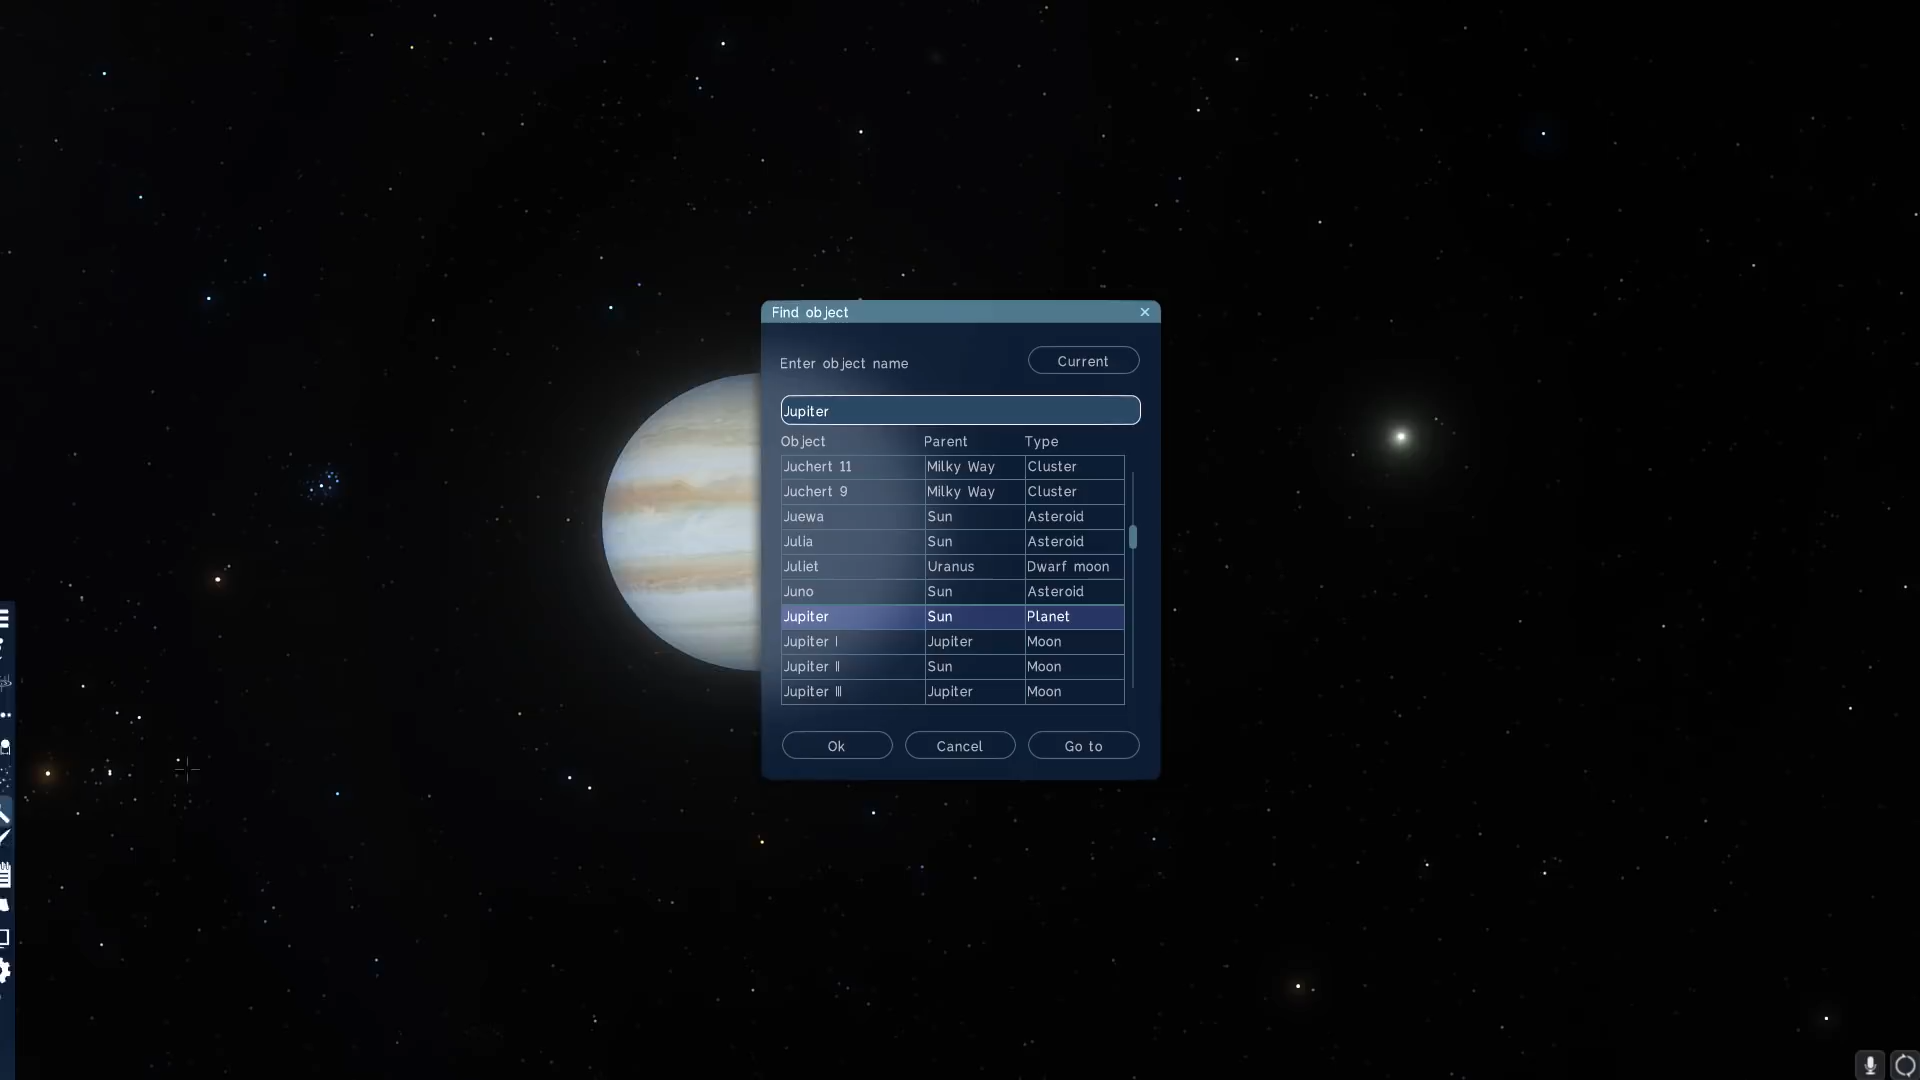 Find object
Enter object name Current
Jupiter
Object Parent Type
Juchert 11 Milky Way Cluster
Juchert 9 Milky Way Cluster
Juewa Sun Asteroid
Julia Sun Asteroid
Juliet Uranus Dwarf moon
Juno Sun Asteroid
Jupiter Sun Planet
Jupiter I Jupiter Moon
Jupiter II Sun Moon
Jupiter III Jupiter Moon
Ok Cancel Go to